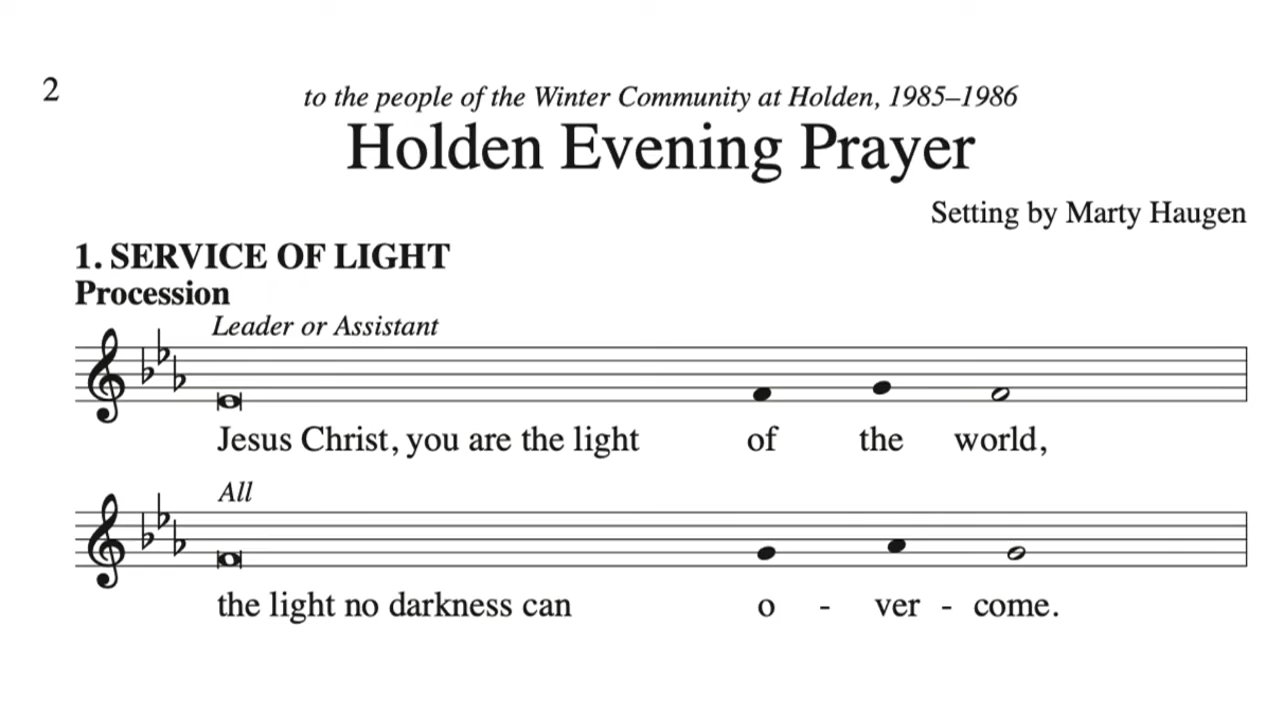 2
to the people of the Winter Community at Holden, 1985–1986
Holden Evening Prayer
Setting by Marty Haugen
1. SERVICE OF LIGHT
Procession
Leader or Assistant
Jesus Christ, you are the light of the world,
All
the light no darkness can o - ver - come.